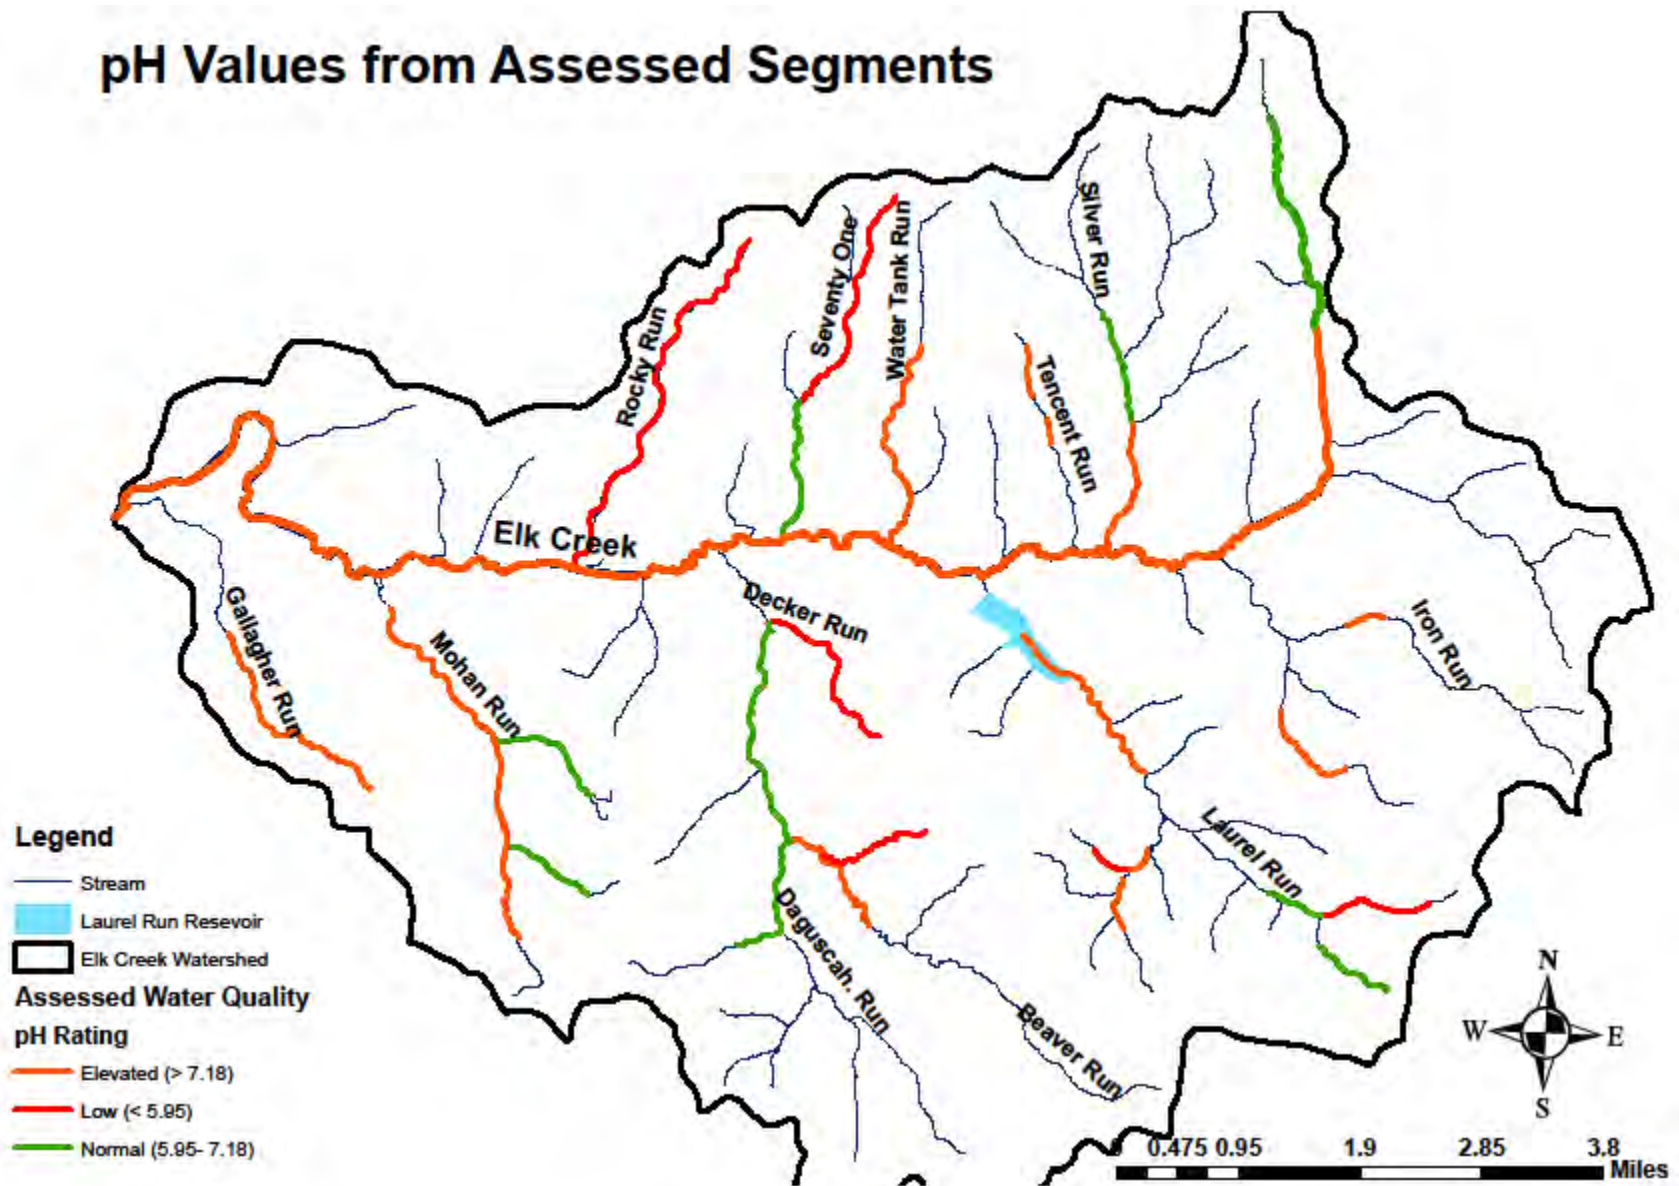 pH Values from Assessed Segments
Silver Run
Seventy One
Water Tank Run
Rocky Run
Tencent Run
Elk Creek
Decker Run
Gallagher Run
Mohan Run
Iron Run
Laurel Run
Daguscah. Run
Beaver Run
Legend
Stream
Laurel Run Resevoir
Elk Creek Watershed
Assessed Water Quality
pH Rating
Elevated (> 7.18)
Low (< 5.95)
Normal (5.95- 7.18)
N
W E
S
0 0.475 0.95 1.9 2.85 3.8
Miles